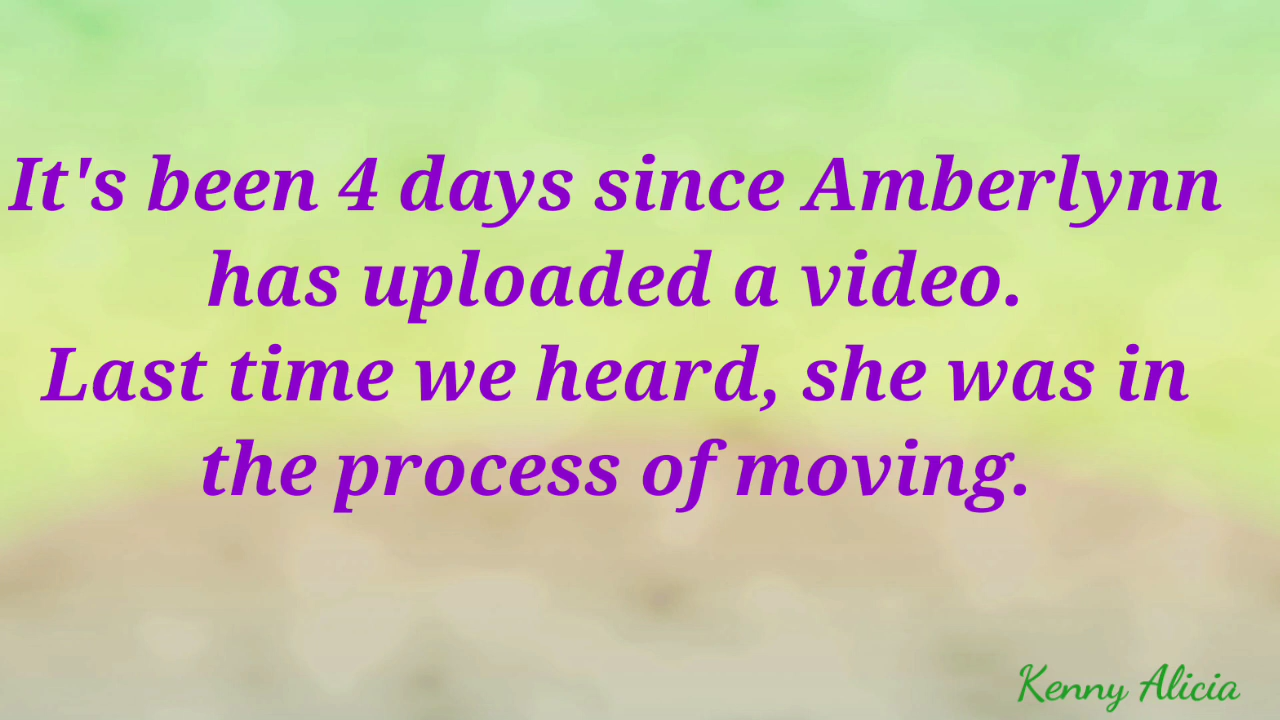 It's been 4 days since Amberlynn
has uploaded a video.
Last time we heard, she was in
the process of moving.
Kenny Alicia